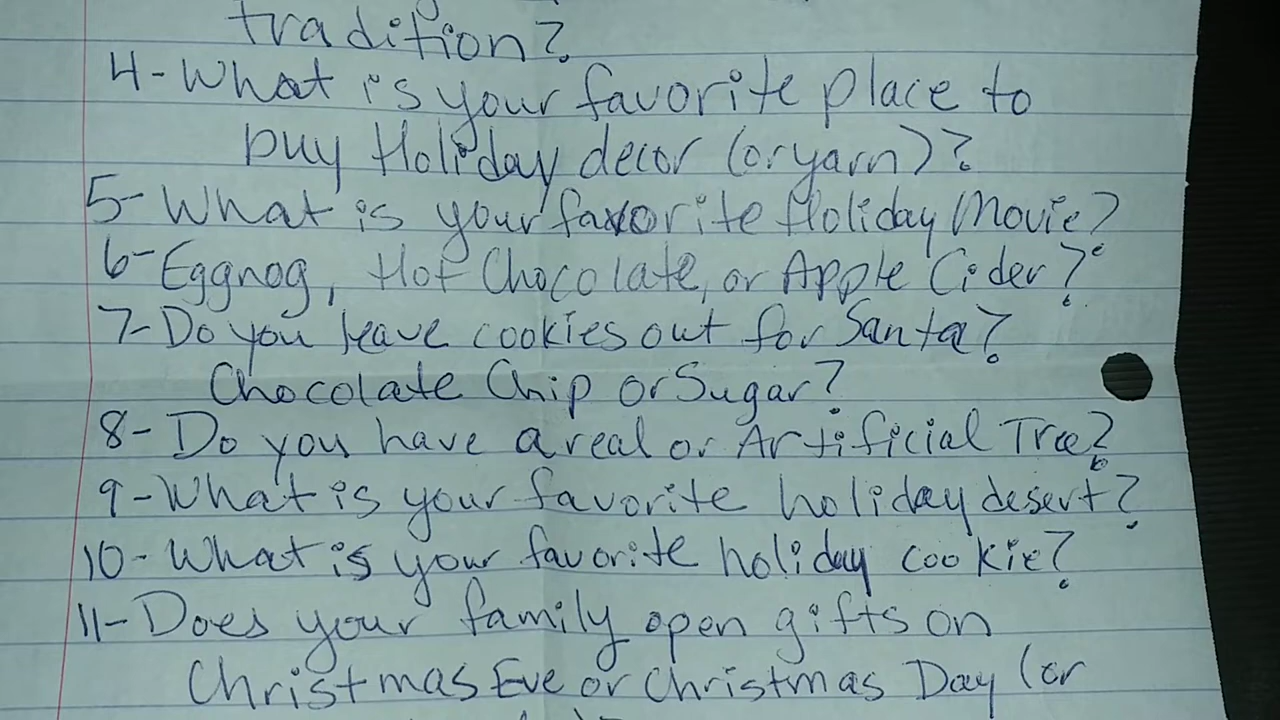 tradition?
4-What is your favorite place to
buy Holiday decor (or yarn)?
5-What is your favorite Holiday Movie?
6-Eggnog, Hot Chocolate, or Apple Cider?
7-Do you leave cookies out for Santa?
Chocolate Chip or Sugar?
8-Do you have a real or Artificial Tree?
9-What is your favorite holiday desert?
10-What is your favorite holiday cookie?
11-Does your family open gifts on
Christmas Eve or Christmas Day (or